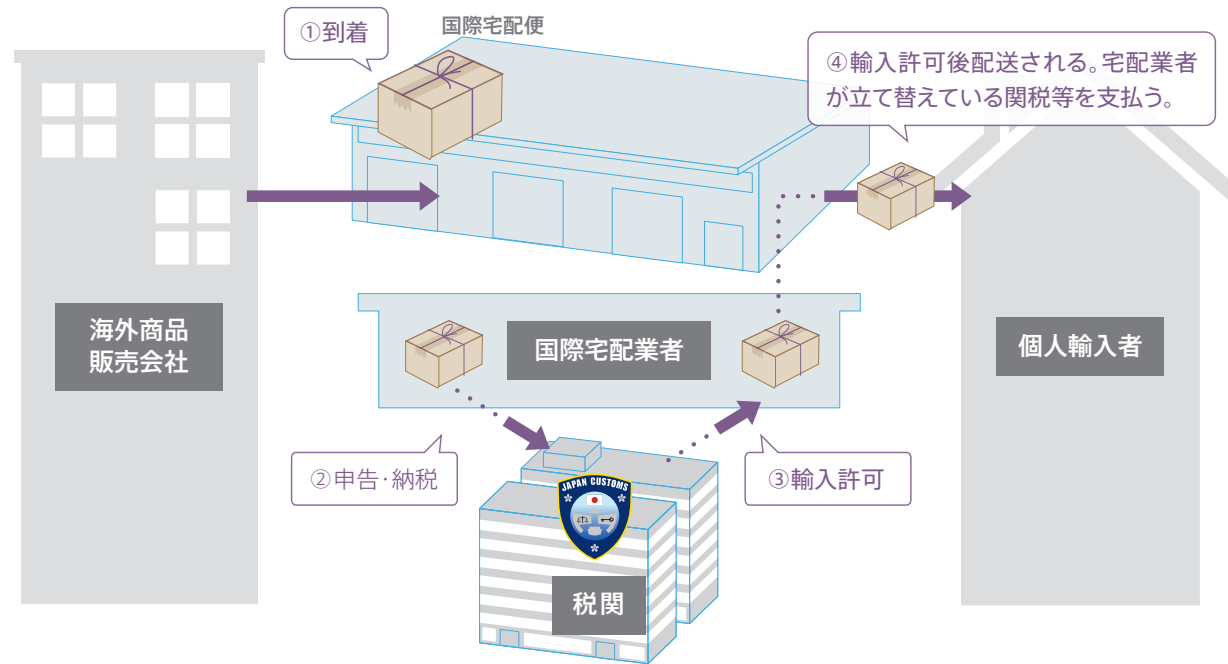 ①到着
国際宅配便
④輸入許可後配送される。宅配業者
が立て替えている関税等を支払う。
海外商品
販売会社
国際宅配業者
個人輸入者
②申告・納税
③輸入許可
JAPAN CUSTOMS
税関